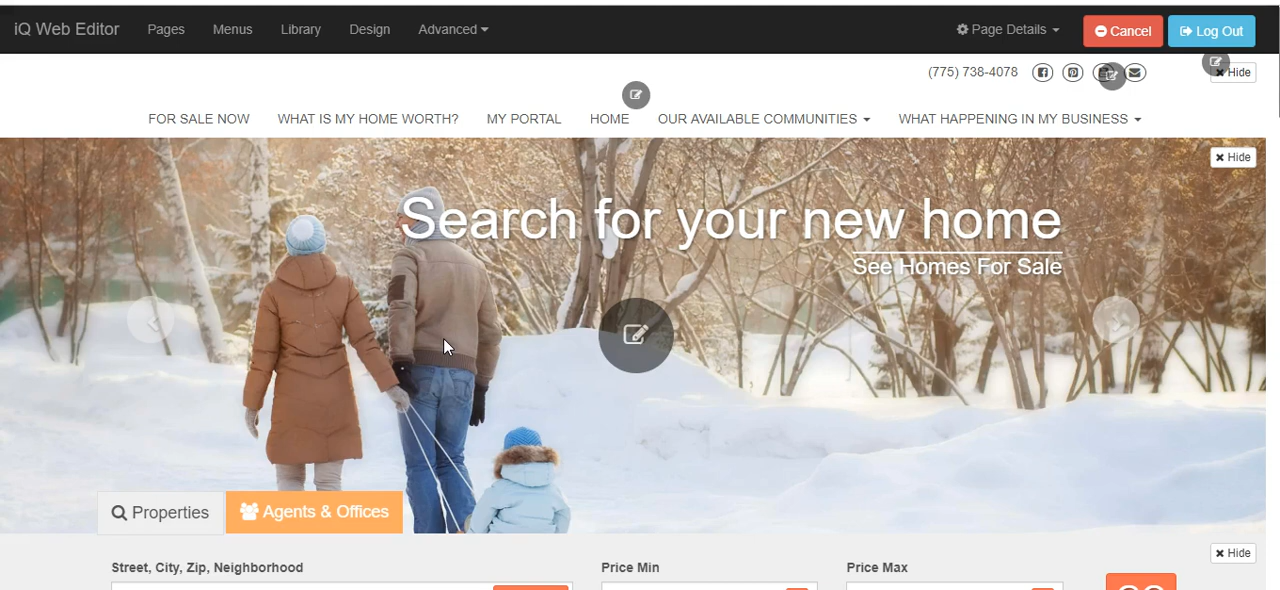 iQ Web Editor Pages Menus Library Design Advanced Page Details Cancel Log Out
(775) 738-4078 Hide
FOR SALE NOW WHAT IS MY HOME WORTH? MY PORTAL HOME OUR AVAILABLE COMMUNITIES WHAT HAPPENING IN MY BUSINESS
Hide
Search for your new home
See Homes For Sale
Properties Agents & Offices
Hide
Street, City, Zip, Neighborhood Price Min Price Max